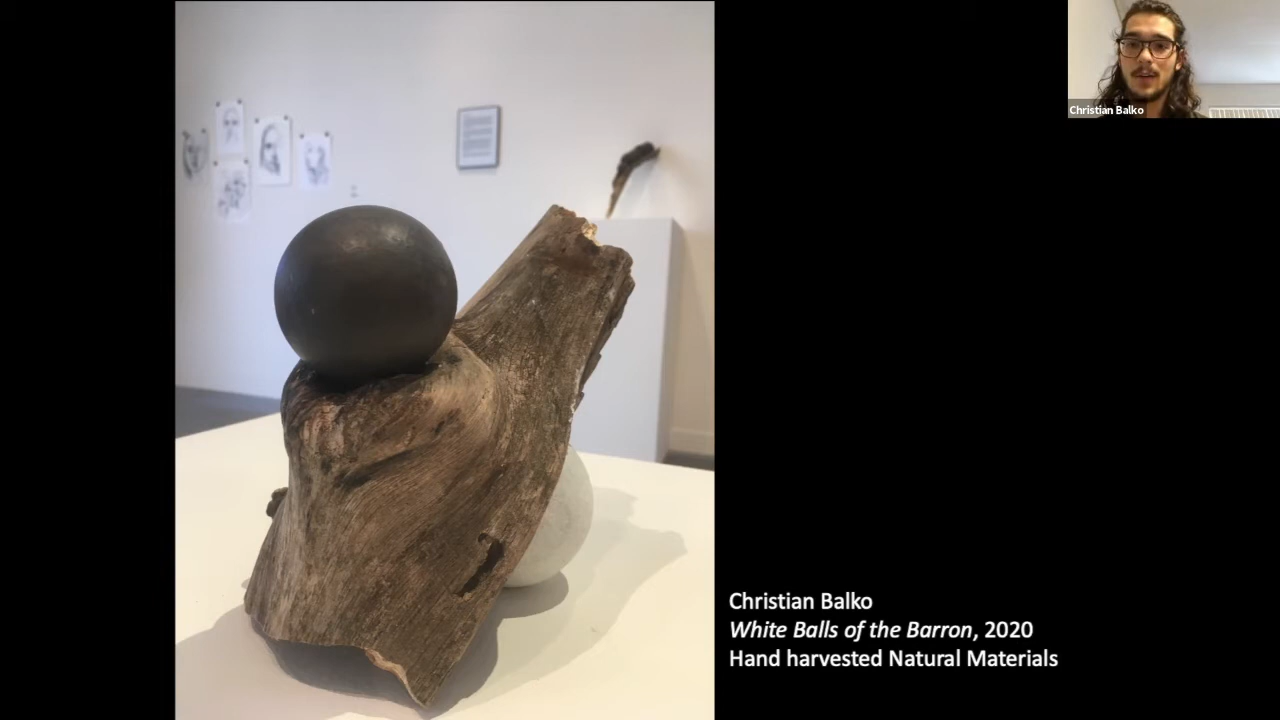 Christian Balko
Christian Balko
White Balls of the Barron, 2020
Hand harvested Natural Materials